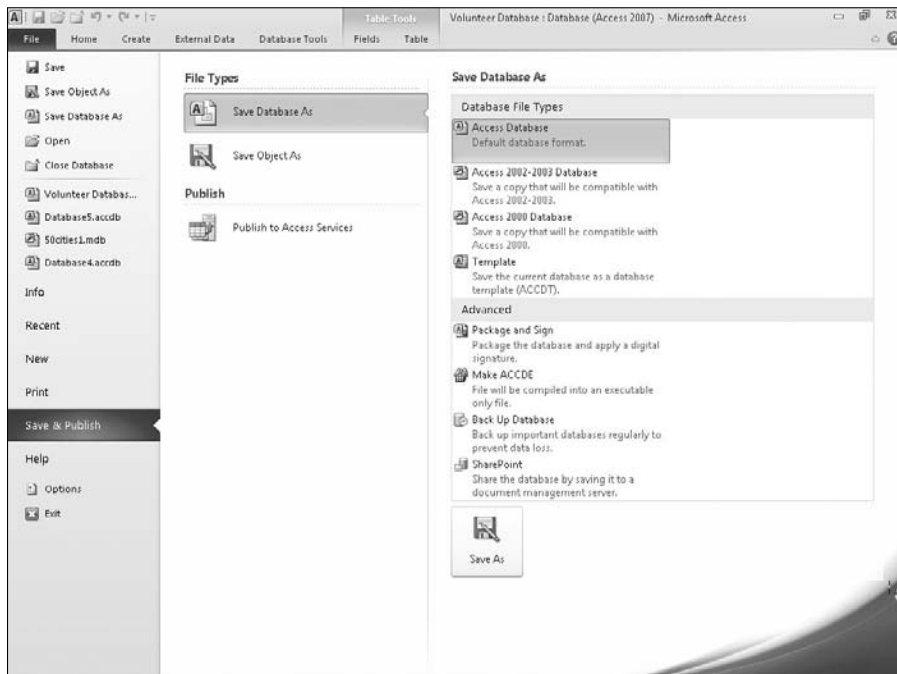 Table Tools
Volunteer Database : Database (Access 2007) - Microsoft Access
File Home Create External Data Database Tools Fields Table
Save
Save Object As
Save Database As
Open
Close Database
Volunteer Databas...
Database5.accdb
50cities1.mdb
Database4.accdb
Info
Recent
New
Print
Save & Publish
Help
Options
Exit
File Types
Save Database As
Save Object As
Publish
Publish to Access Services
Save Database As
Database File Types
Access Database
Default database format.
Access 2002-2003 Database
Save a copy that will be compatible with
Access 2002-2003.
Access 2000 Database
Save a copy that will be compatible with
Access 2000.
Template
Save the current database as a database
template (ACCDT).
Advanced
Package and Sign
Package the database and apply a digital
signature.
Make ACCDE
File will be compiled into an executable
only file.
Back Up Database
Back up important databases regularly to
prevent data loss.
SharePoint
Share the database by saving it to a
document management server.
Save As